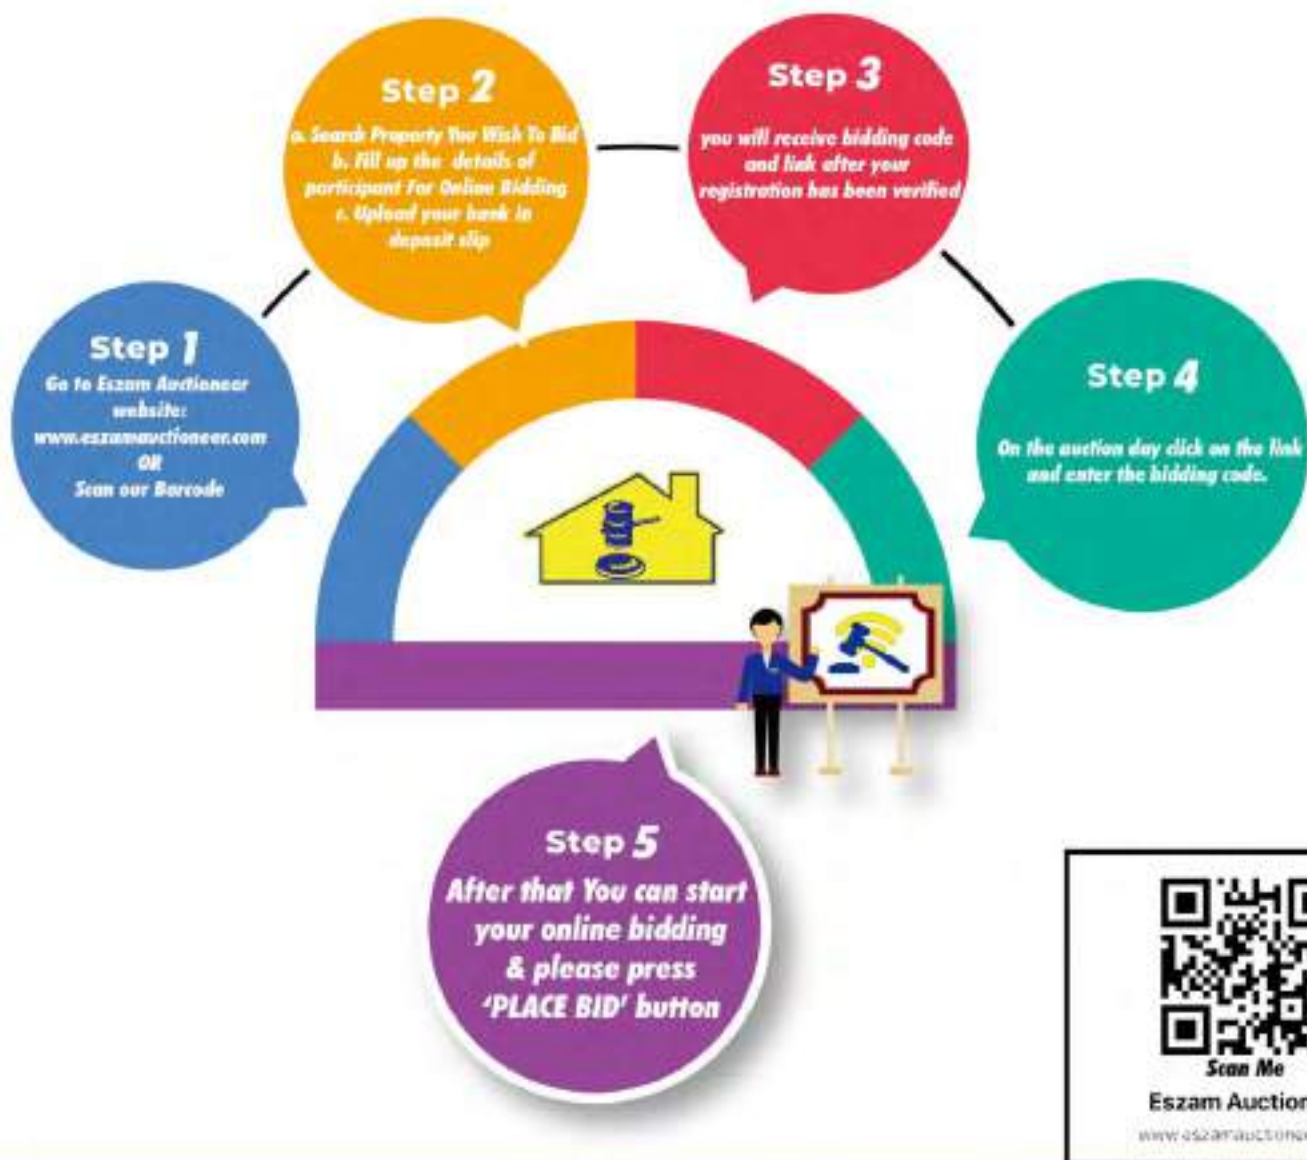 Step 1
Go to Eszam Auctioneer
website:
www.eszamauctioneer.com
OR
Scan our Barcode
Step 2
a. Search Property You Wish To Bid
b. Fill up the details of
participant For Online Bidding
c. Upload your bank in
deposit slip
Step 3
you will receive bidding code
and link after your
registration has been verified
Step 4
On the auction day click on the link
and enter the bidding code.
Step 5
After that You can start
your online bidding
& please press
'PLACE BID' button
Scan Me
Eszam Auction
www.eszamauctionee